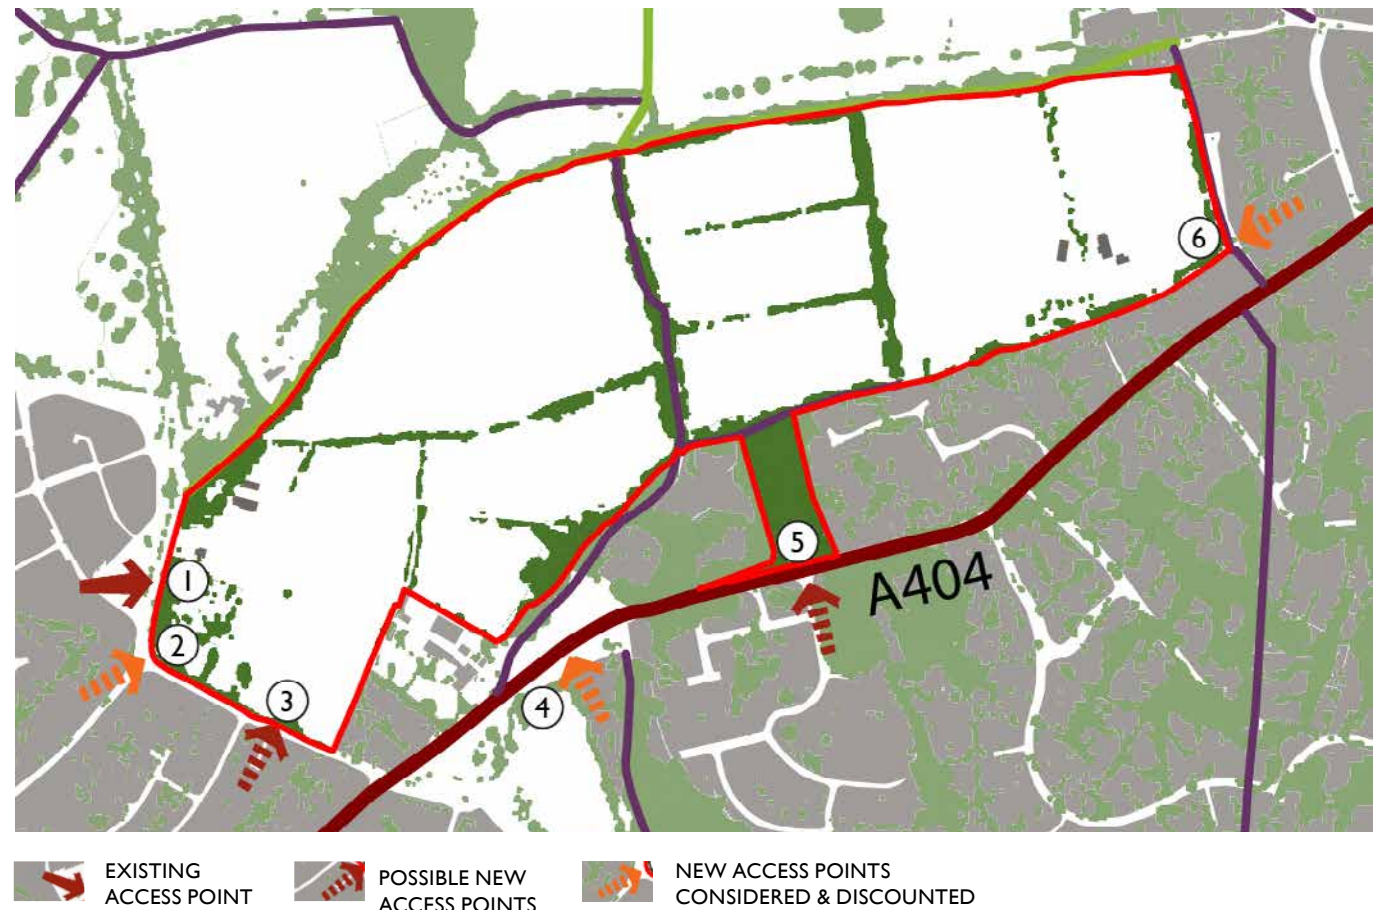 6
5
A404
1
2
3
4
EXISTING
ACCESS POINT
POSSIBLE NEW
ACCESS POINTS
NEW ACCESS POINTS
CONSIDERED & DISCOUNTED